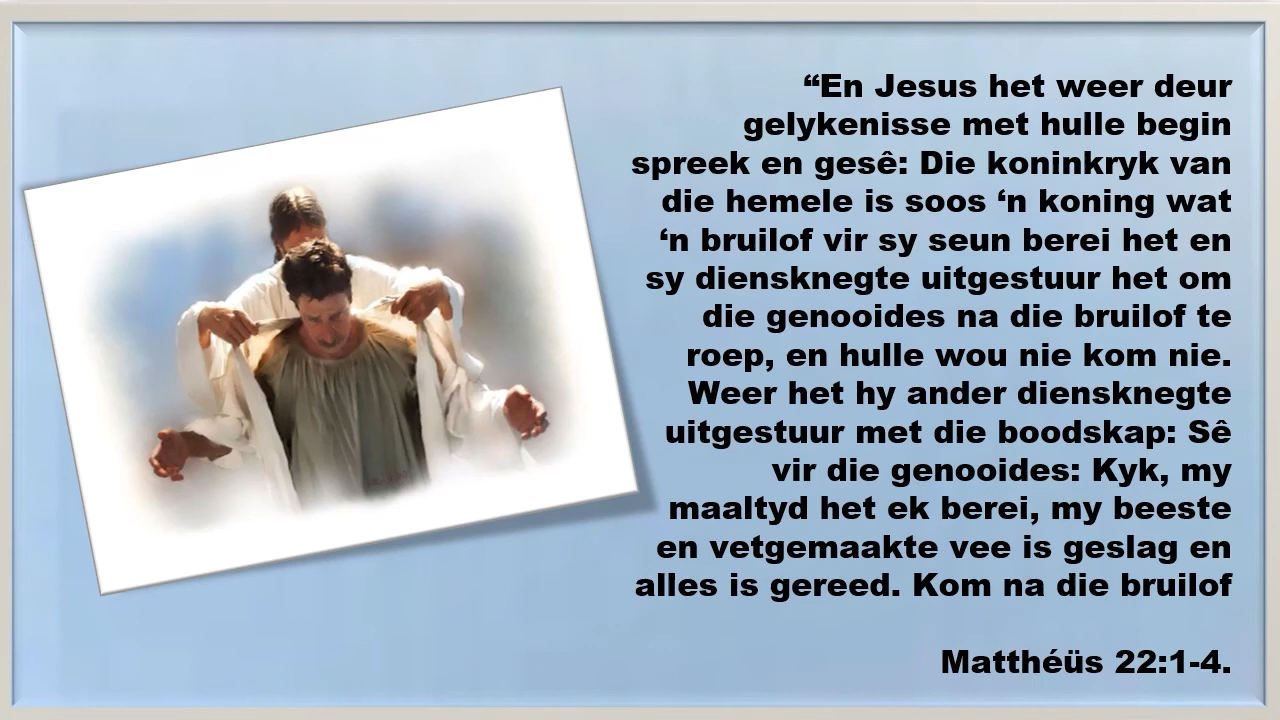 “En Jesus het weer deur
gelykenisse met hulle begin
spreek en gesê: Die koninkryk van
die hemele is soos ‘n koning wat
‘n bruilof vir sy seun berei het en
sy diensknegte uitgestuur het om
die genooides na die bruilof te
roep, en hulle wou nie kom nie.
Weer het hy ander diensknegte
uitgestuur met die boodskap: Sê
vir die genooides: Kyk, my
maaltyd het ek berei, my beeste
en vetgemaakte vee is geslag en
alles is gereed. Kom na die bruilof
Matthéüs 22:1-4.